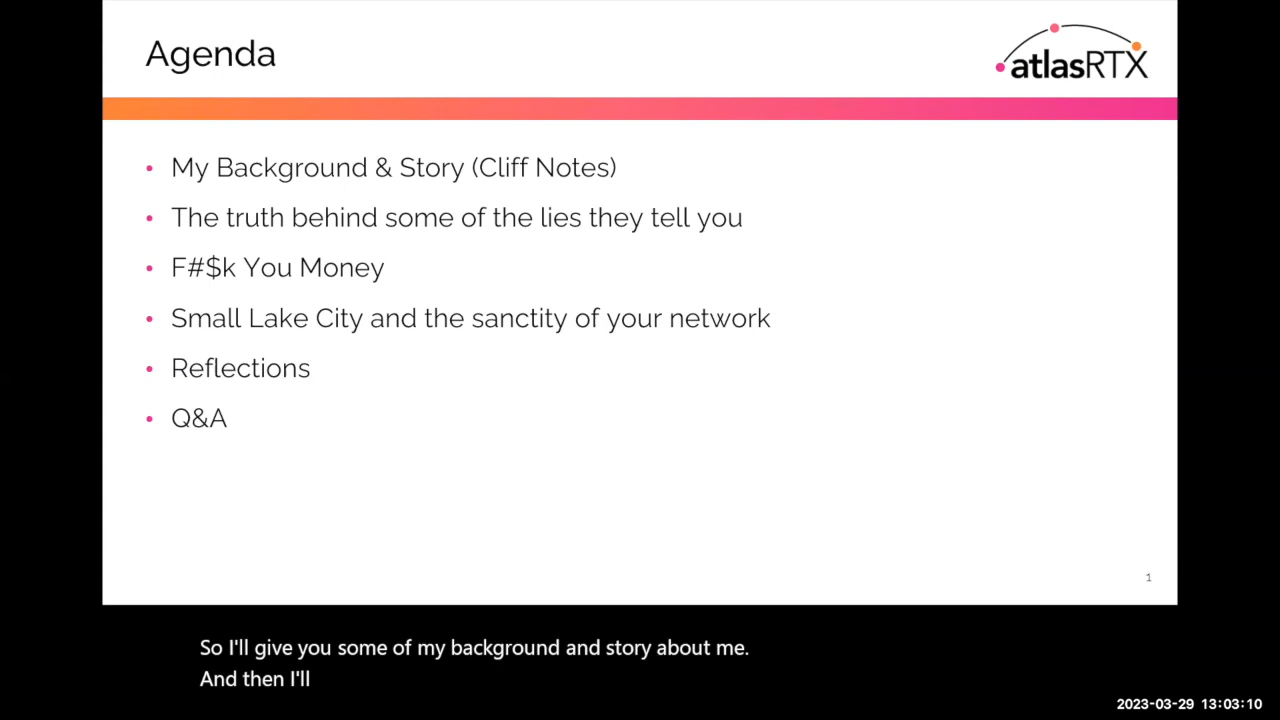 Agenda
atlasRTX
• My Background & Story (Cliff Notes)
• The truth behind some of the lies they tell you
• F#$k You Money
• Small Lake City and the sanctity of your network
• Reflections
• Q&A
1
So I'll give you some of my background and story about me.
And then I'll
2023-03-29 13:03:10